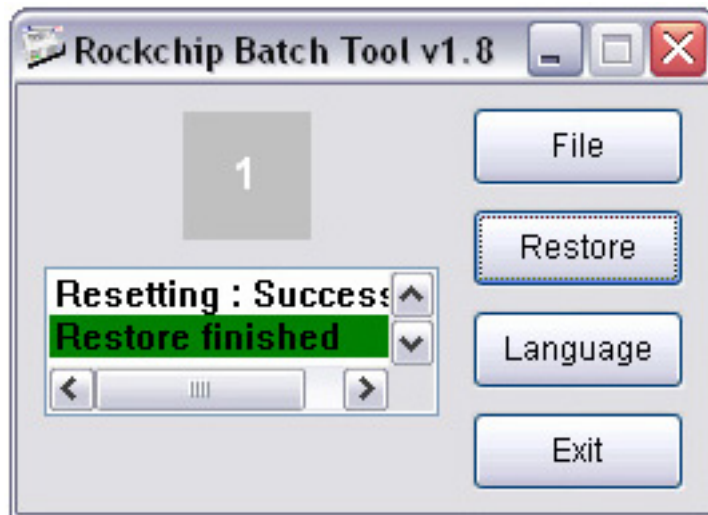 Rockchip Batch Tool v1.8
1
File
Restore
Resetting : Success
Restore finished
Language
Exit